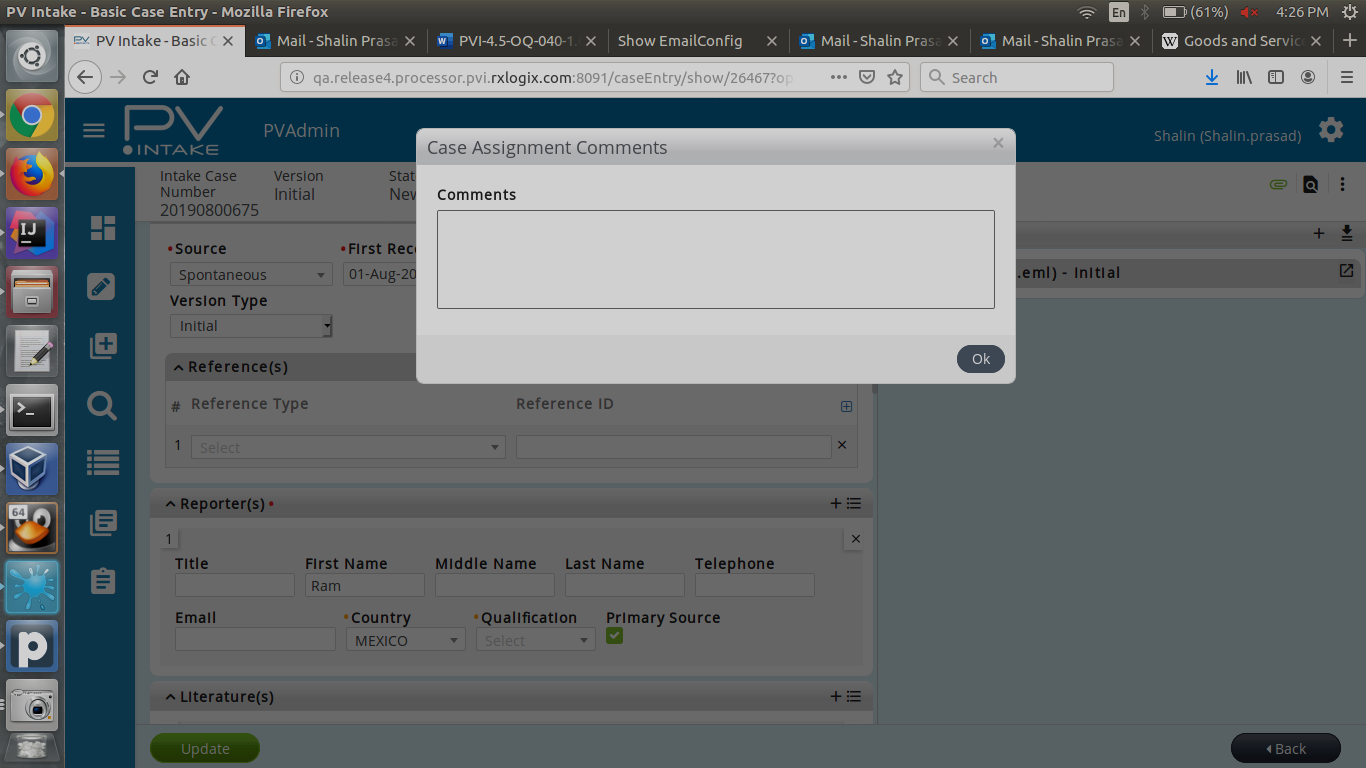 PV Intake - Basic Case Entry - Mozilla Firefox
En
(61%)
4:26 PM
PV Intake - Basic C
Mail - Shalin Prasa
PVI-4.5-OQ-040-1.
Show EmailConfig
Mail - Shalin Prasa
Mail - Shalin Prasa
Goods and Service
qa.release4.processor.pvi.rxlogix.com:8091/caseEntry/show/26467?op
Search
PV
INTAKE
PVAdmin
Shalin (Shalin.prasad)
Case Assignment Comments
×
Comments
Ok
Intake Case Number
Version
Stat
20190800675
Initial
New
•Source
•First Rece
Spontaneous
01-Aug-20
.eml) - Initial
Version Type
Initial
Reference(s)
# Reference Type
Reference ID
1
Select
Reporter(s) •
1
Title
First Name
Middle Name
Last Name
Telephone
Ram
Email
•Country
•Qualification
Primary Source
MEXICO
Select
Literature(s)
Update
Back
IJ
64
p